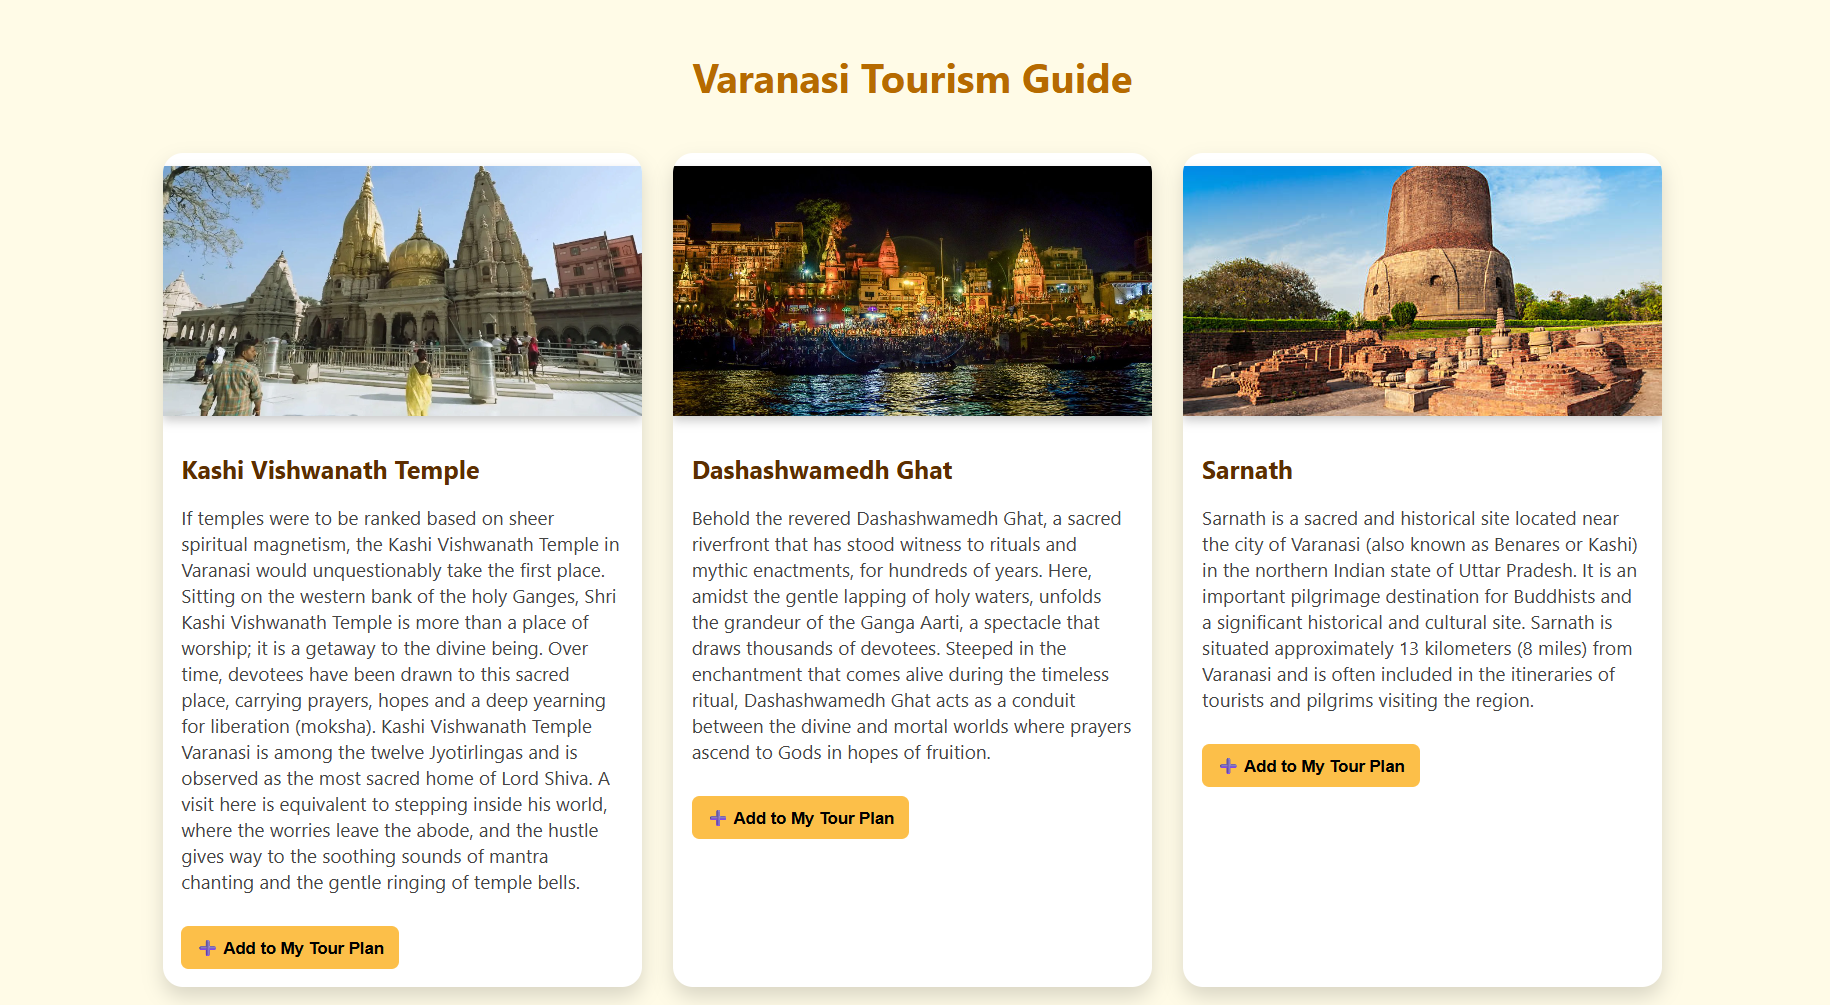 Varanasi Tourism Guide
Kashi Vishwanath Temple
If temples were to be ranked based on sheer
spiritual magnetism, the Kashi Vishwanath Temple in
Varanasi would unquestionably take the first place.
Sitting on the western bank of the holy Ganges, Shri
Kashi Vishwanath Temple is more than a place of
worship; it is a getaway to the divine being. Over
time, devotees have been drawn to this sacred
place, carrying prayers, hopes and a deep yearning
for liberation (moksha). Kashi Vishwanath Temple
Varanasi is among the twelve Jyotirlingas and is
observed as the most sacred home of Lord Shiva. A
visit here is equivalent to stepping inside his world,
where the worries leave the abode, and the hustle
gives way to the soothing sounds of mantra
chanting and the gentle ringing of temple bells.
➕ Add to My Tour Plan
Dashashwamedh Ghat
Behold the revered Dashashwamedh Ghat, a sacred
riverfront that has stood witness to rituals and
mythic enactments, for hundreds of years. Here,
amidst the gentle lapping of holy waters, unfolds
the grandeur of the Ganga Aarti, a spectacle that
draws thousands of devotees. Steeped in the
enchantment that comes alive during the timeless
ritual, Dashashwamedh Ghat acts as a conduit
between the divine and mortal worlds where prayers
ascend to Gods in hopes of fruition.
➕ Add to My Tour Plan
Sarnath
Sarnath is a sacred and historical site located near
the city of Varanasi (also known as Benares or Kashi)
in the northern Indian state of Uttar Pradesh. It is an
important pilgrimage destination for Buddhists and
a significant historical and cultural site. Sarnath is
situated approximately 13 kilometers (8 miles) from
Varanasi and is often included in the itineraries of
tourists and pilgrims visiting the region.
➕ Add to My Tour Plan